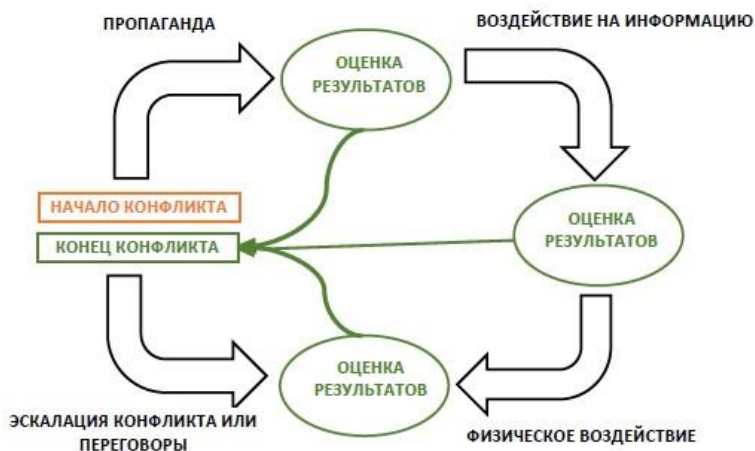 ПРОПАГАНДА
ВОЗДЕЙСТВИЕ НА ИНФОРМАЦИЮ
ОЦЕНКА
РЕЗУЛЬТАТОВ
НАЧАЛО КОНФЛИКТА
КОНЕЦ КОНФЛИКТА
ОЦЕНКА
РЕЗУЛЬТАТОВ
ОЦЕНКА
РЕЗУЛЬТАТОВ
ЭСКАЛАЦИЯ КОНФЛИКТА ИЛИ
ПЕРЕГОВОРЫ
ФИЗИЧЕСКОЕ ВОЗДЕЙСТВИЕ